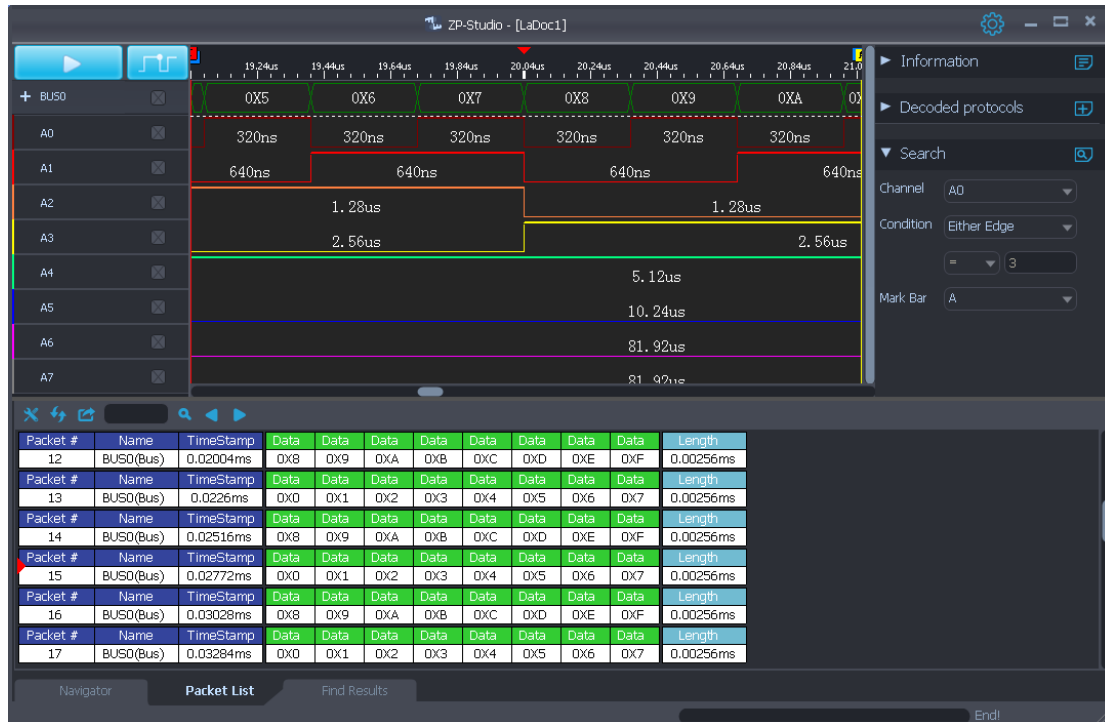 ZP-Studio - [LaDoc1]
19.24us 19.44us 19.64us 19.84us 20.04us 20.24us 20.44us 20.64us 20.84us 21.0
BUS0 0X5 0X6 0X7 0X8 0X9 0XA
A0 320ns 320ns 320ns 320ns 320ns 320ns
A1 640ns 640ns 640ns 640ns
A2 1.28us 1.28us
A3 2.56us 2.56us
A4 5.12us
A5 10.24us
A6 81.92us
A7 81.92us
Information
Decoded protocols
Search
Channel A0
Condition Either Edge
= 3
Mark Bar A
Packet # Name TimeStamp Data Data Data Data Data Data Data Data Length
12 BUS0(Bus) 0.02004ms 0X8 0X9 0XA 0XB 0XC 0XD 0XE 0XF 0.00256ms
Packet # Name TimeStamp Data Data Data Data Data Data Data Data Length
13 BUS0(Bus) 0.0226ms 0X0 0X1 0X2 0X3 0X4 0X5 0X6 0X7 0.00256ms
Packet # Name TimeStamp Data Data Data Data Data Data Data Data Length
14 BUS0(Bus) 0.02516ms 0X8 0X9 0XA 0XB 0XC 0XD 0XE 0XF 0.00256ms
Packet # Name TimeStamp Data Data Data Data Data Data Data Data Length
15 BUS0(Bus) 0.02772ms 0X0 0X1 0X2 0X3 0X4 0X5 0X6 0X7 0.00256ms
Packet # Name TimeStamp Data Data Data Data Data Data Data Data Length
16 BUS0(Bus) 0.03028ms 0X8 0X9 0XA 0XB 0XC 0XD 0XE 0XF 0.00256ms
Packet # Name TimeStamp Data Data Data Data Data Data Data Data Length
17 BUS0(Bus) 0.03284ms 0X0 0X1 0X2 0X3 0X4 0X5 0X6 0X7 0.00256ms
Navigator Packet List Find Results
End!